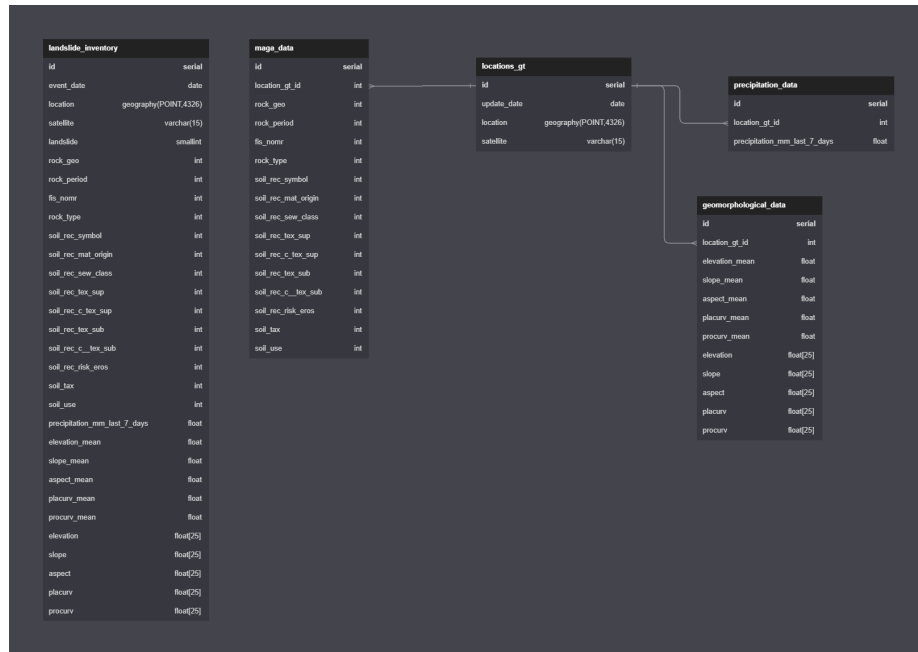 landslide_inventory
id serial
event_date date
location geography(POINT,4326)
satellite varchar(15)
landslide smallint
rock_geo int
rock_period int
fis_nomr int
rock_type int
soil_rec_symbol int
soil_rec_mat_origin int
soil_rec_sew_class int
soil_rec_tex_sup int
soil_rec_c_tex_sup int
soil_rec_tex_sub int
soil_rec_c__tex_sub int
soil_rec_risk_eros int
soil_tax int
soil_use int
precipitation_mm_last_7_days float
elevation_mean float
slope_mean float
aspect_mean float
placurv_mean float
procurv_mean float
elevation float[25]
slope float[25]
aspect float[25]
placurv float[25]
procurv float[25]
maga_data
id serial
location_gt_id int
rock_geo int
rock_period int
fis_nomr int
rock_type int
soil_rec_symbol int
soil_rec_mat_origin int
soil_rec_sew_class int
soil_rec_tex_sup int
soil_rec_c_tex_sup int
soil_rec_tex_sub int
soil_rec_c__tex_sub int
soil_rec_risk_eros int
soil_tax int
soil_use int
locations_gt
id serial
update_date date
location geography(POINT,4326)
satellite varchar(15)
precipitation_data
id serial
location_gt_id int
precipitation_mm_last_7_days float
geomorphological_data
id serial
location_gt_id int
elevation_mean float
slope_mean float
aspect_mean float
placurv_mean float
procurv_mean float
elevation float[25]
slope float[25]
aspect float[25]
placurv float[25]
procurv float[25]